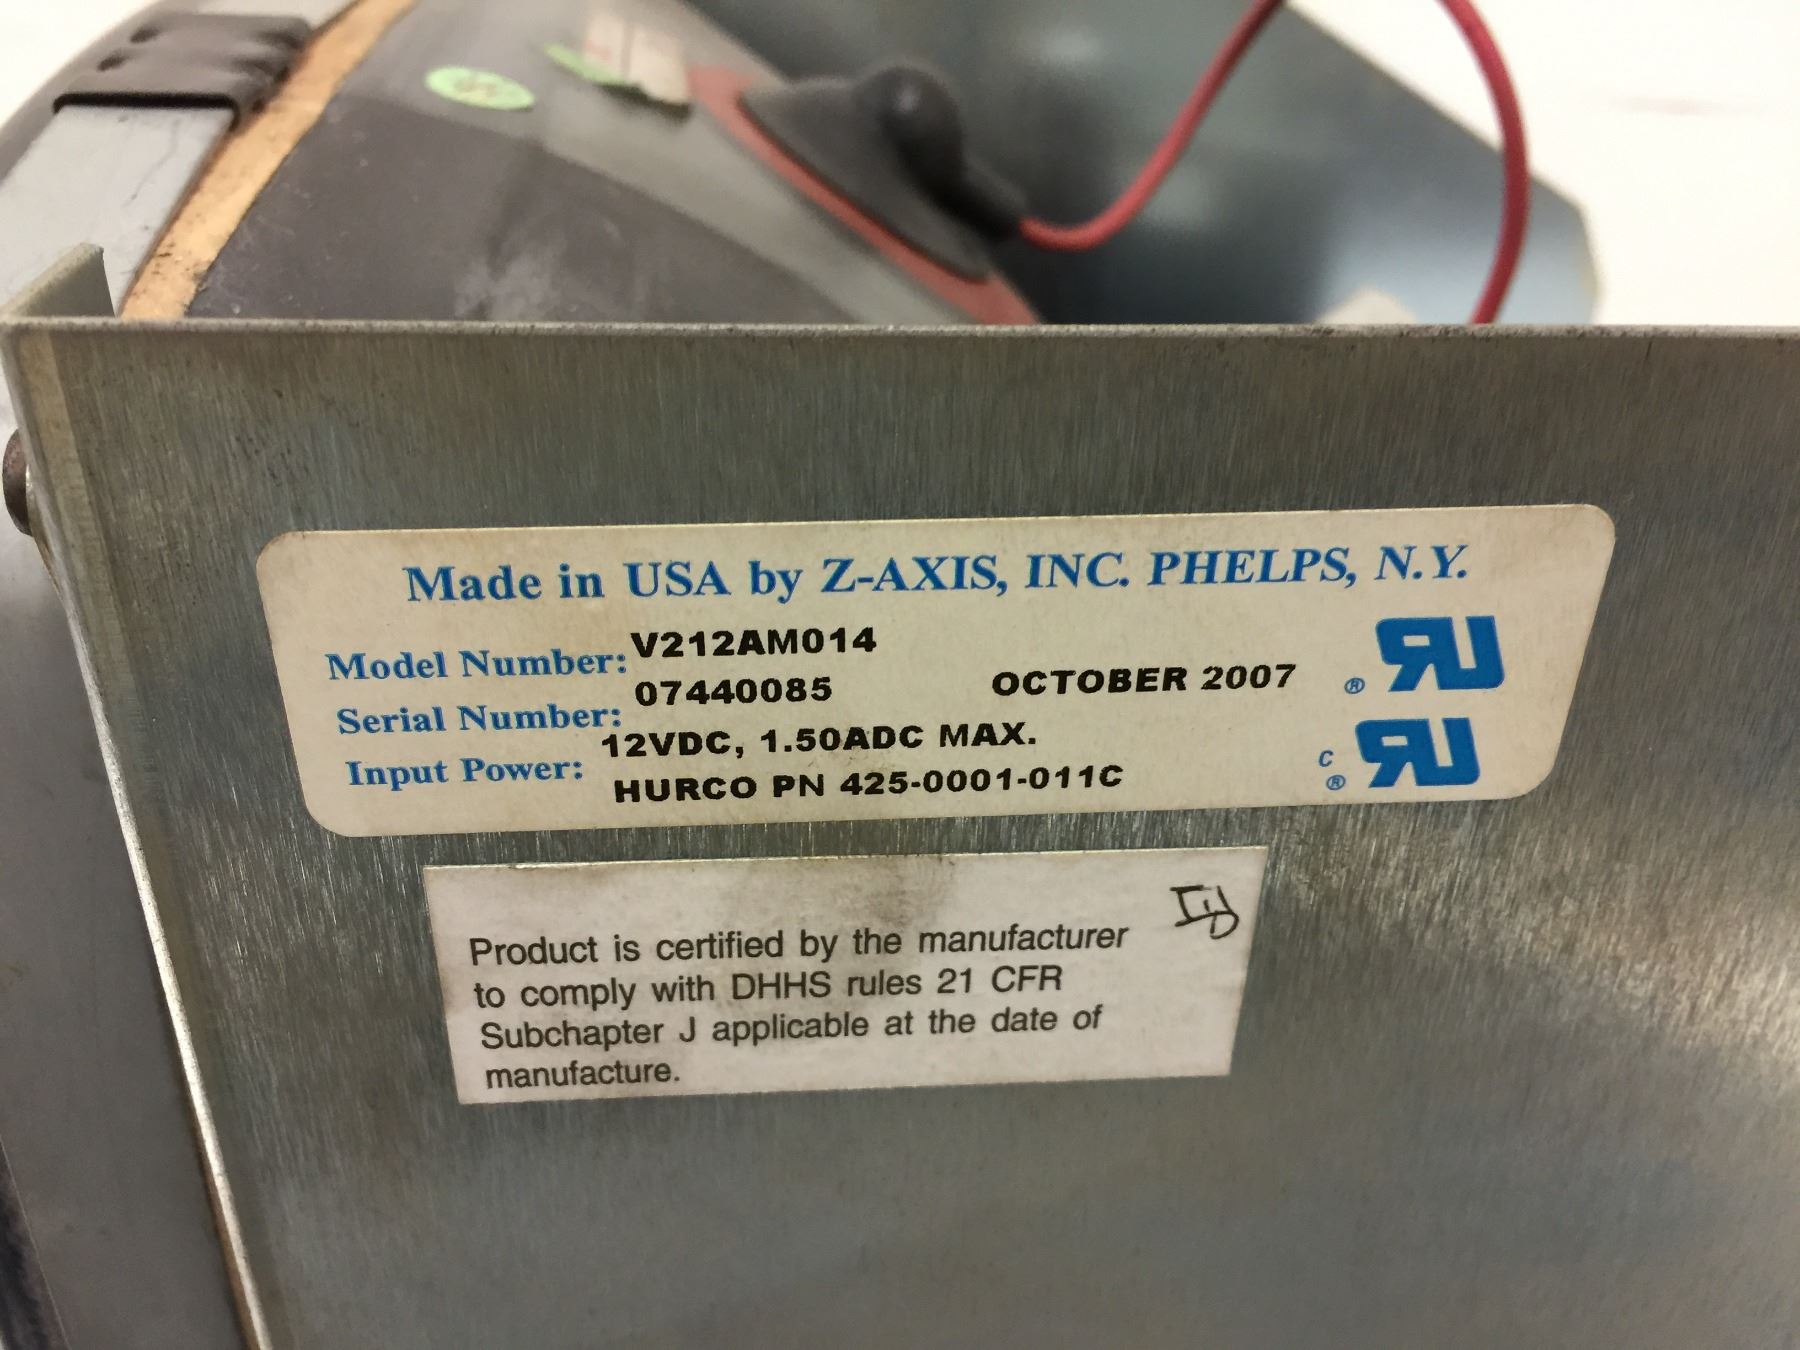 Made in USA by Z-AXIS, INC. PHELPS, N.Y.
Model Number: V212AM014
Serial Number: 07440085 OCTOBER 2007
Input Power: 12VDC, 1.50ADC MAX.
HURCO PN 425-0001-011C
Product is certified by the manufacturer
to comply with DHHS rules 21 CFR
Subchapter J applicable at the date of
manufacture.